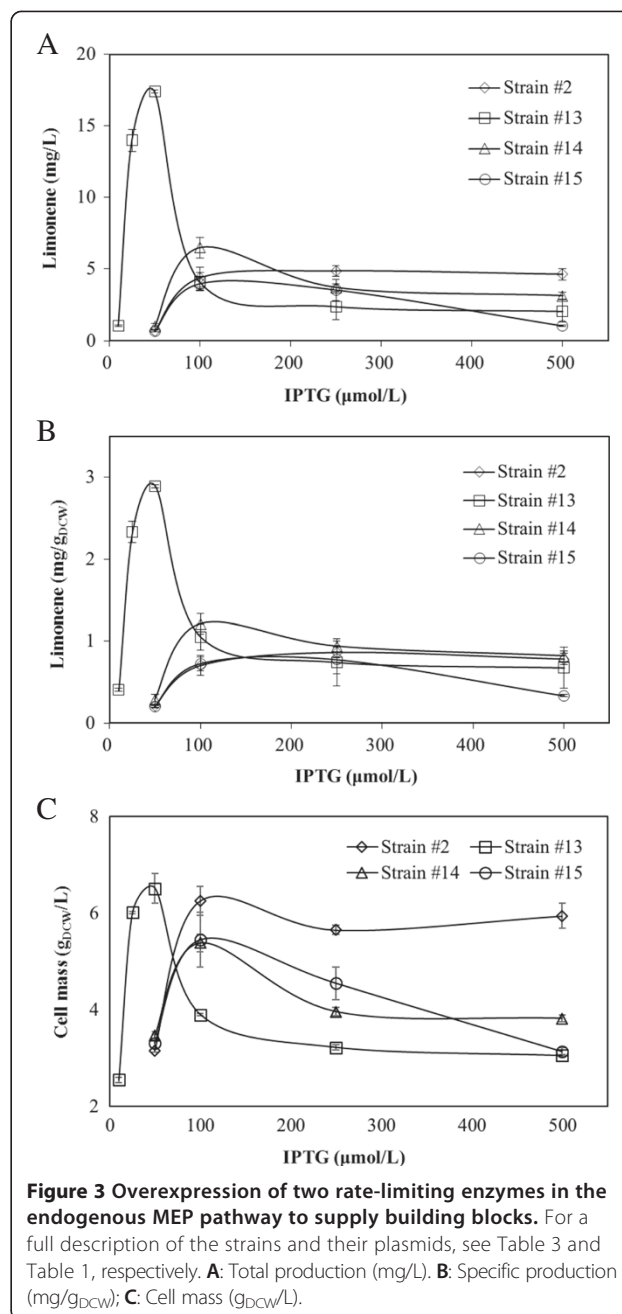 A
20
15
10
5
0
Limonene (mg/L)
Strain #2
Strain #13
Strain #14
Strain #15
0 100 200 300 400 500
IPTG (µmol/L)
B
3
2
1
0
Limonene (mg/gDCW)
Strain #2
Strain #13
Strain #14
Strain #15
0 100 200 300 400 500
IPTG (µmol/L)
C
8
6
4
2
Cell mass (gDCW/L)
Strain #2 Strain #13
Strain #14 Strain #15
0 100 200 300 400 500
IPTG (µmol/L)
Figure 3 Overexpression of two rate-limiting enzymes in the
endogenous MEP pathway to supply building blocks. For a
full description of the strains and their plasmids, see Table 3 and
Table 1, respectively. A: Total production (mg/L). B: Specific production
(mg/gDCW); C: Cell mass (gDCW/L).